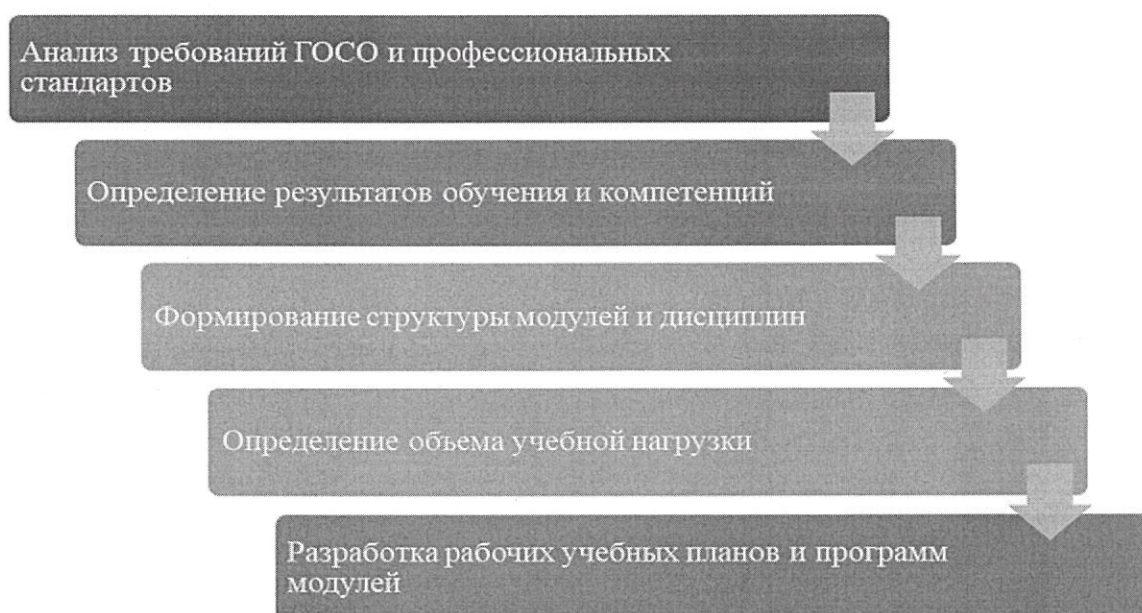 Анализ требований ГОСО и профессиональных
стандартов
Определение результатов обучения и компетенций
Формирование структуры модулей и дисциплин
Определение объема учебной нагрузки
Разработка рабочих учебных планов и программ
модулей